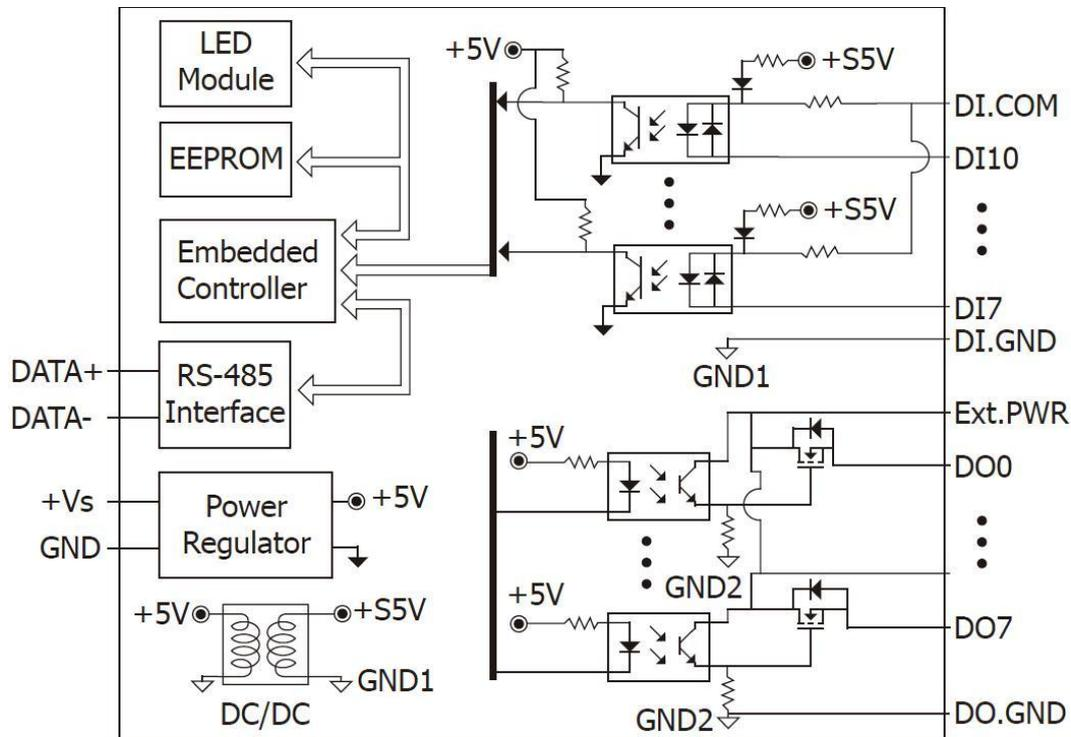 LED
Module
EEPROM
Embedded
Controller
RS-485
Interface
DATA+
DATA-
+Vs
GND
Power
Regulator
+5V
+5V
+S5V
GND1
DC/DC
+5V
+S5V
DI.COM
DI10
+S5V
DI7
DI.GND
GND1
Ext.PWR
+5V
DO0
GND2
+5V
DO7
GND2
DO.GND